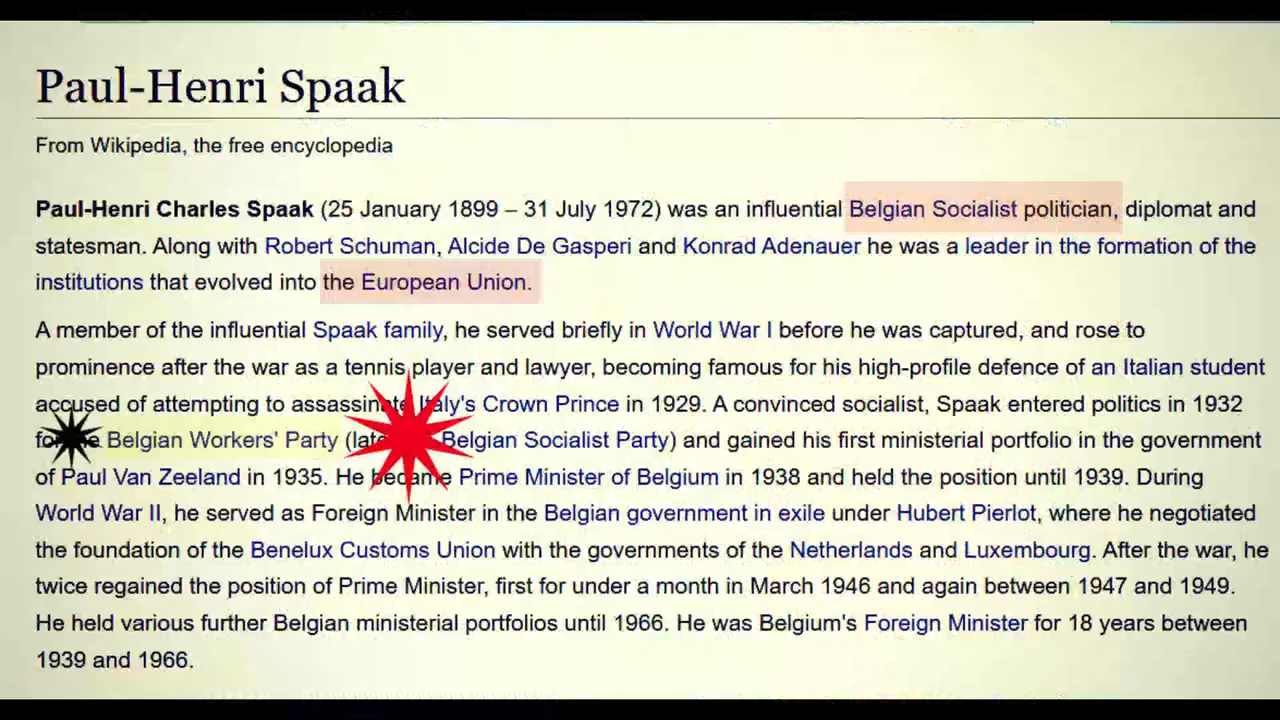 Paul-Henri Spaak
From Wikipedia, the free encyclopedia
Paul-Henri Charles Spaak (25 January 1899 – 31 July 1972) was an influential Belgian Socialist politician, diplomat and
statesman. Along with Robert Schuman, Alcide De Gasperi and Konrad Adenauer he was a leader in the formation of the
institutions that evolved into the European Union.
A member of the influential Spaak family, he served briefly in World War I before he was captured, and rose to
prominence after the war as a tennis player and lawyer, becoming famous for his high-profile defence of an Italian student
accused of attempting to assassinate Italy's Crown Prince in 1929. A convinced socialist, Spaak entered politics in 1932
Belgian Workers' Party Belgian Socialist Party) and gained his first ministerial portfolio in the government
of Paul Van Zeeland in 1935. He became Prime Minister of Belgium in 1938 and held the position until 1939. During
World War II, he served as Foreign Minister in the Belgian government in exile under Hubert Pierlot, where he negotiated
the foundation of the Benelux Customs Union with the governments of the Netherlands and Luxembourg. After the war, he
twice regained the position of Prime Minister, first for under a month in March 1946 and again between 1947 and 1949.
He held various further Belgian ministerial portfolios until 1966. He was Belgium's Foreign Minister for 18 years between
1939 and 1966.